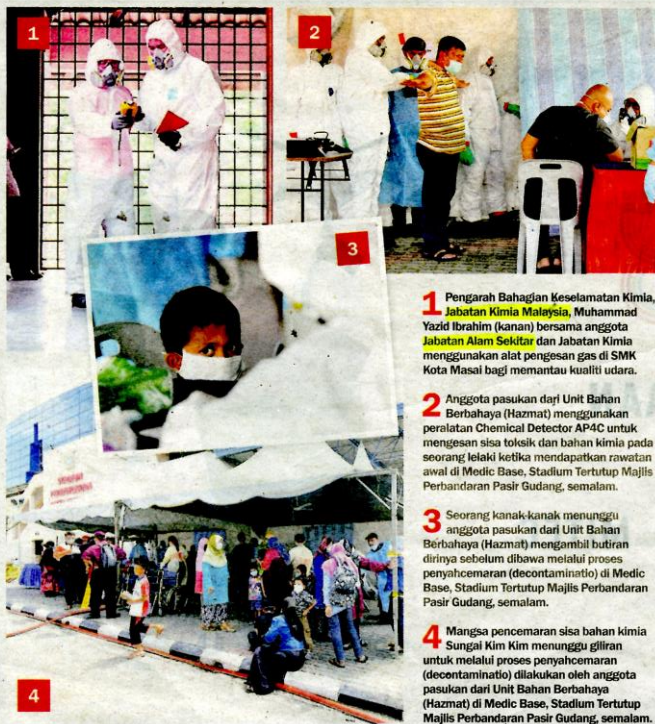 1
2
3
1 Pengarah Bahagian Keselamatan Kimia,
Jabatan Kimia Malaysia, Muhammad
Yazid Ibrahim (kanan) bersama anggota
Jabatan Alam Sekitar dan Jabatan Kimia
menggunakan alat pengesan gas di SMK
Kota Masai bagi memantau kualiti udara.
2 Anggota pasukan dari Unit Bahan
Berbahaya (Hazmat) menggunakan
peralatan Chemical Detector AP4C untuk
mengesan sisa toksik dan bahan kimia pada
seorang lelaki ketika mendapatkan rawatan
awal di Medic Base, Stadium Tertutup Majlis
Perbandaran Pasir Gudang, semalam.
3 Seorang kanak-kanak menunggu
anggota pasukan dari Unit Bahan
Berbahaya (Hazmat) mengambil butiran
dirinya sebelum dibawa melalui proses
penyahcemaran (decontaminatio) di Medic
Base, Stadium Tertutup Majlis Perbandaran
Pasir Gudang, semalam.
4 Mangsa pencemaran sisa bahan kimia
Sungai Kim Kim menunggu giliran
untuk melalui proses penyahcemaran
(decontaminatio) dilakukan oleh anggota
pasukan dari Unit Bahan Berbahaya
(Hazmat) di Medic Base, Stadium Tertutup
Majlis Perbandaran Pasir Gudang, semalam.
4